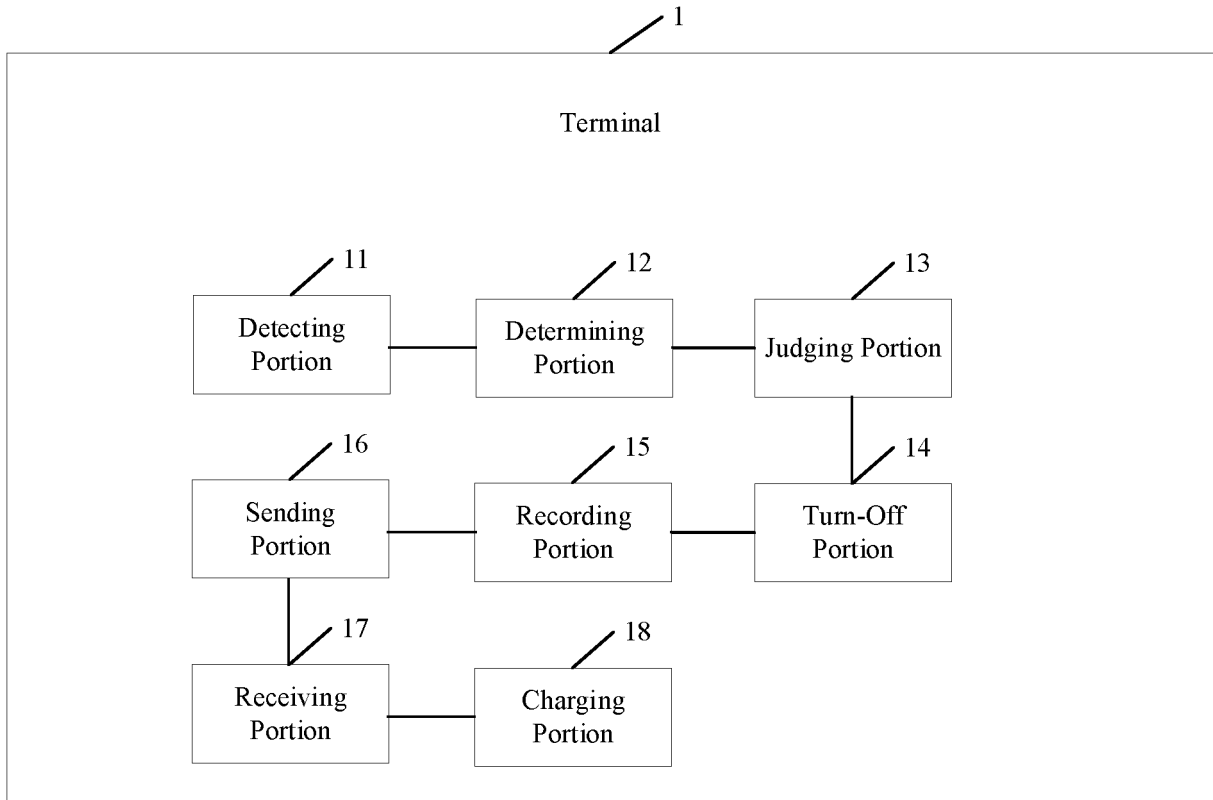 1
Terminal
11
12
13
Detecting
Portion
Determining
Portion
Judging Portion
16
15
14
Sending
Portion
Recording
Portion
Turn-Off
Portion
17
18
Receiving
Portion
Charging
Portion